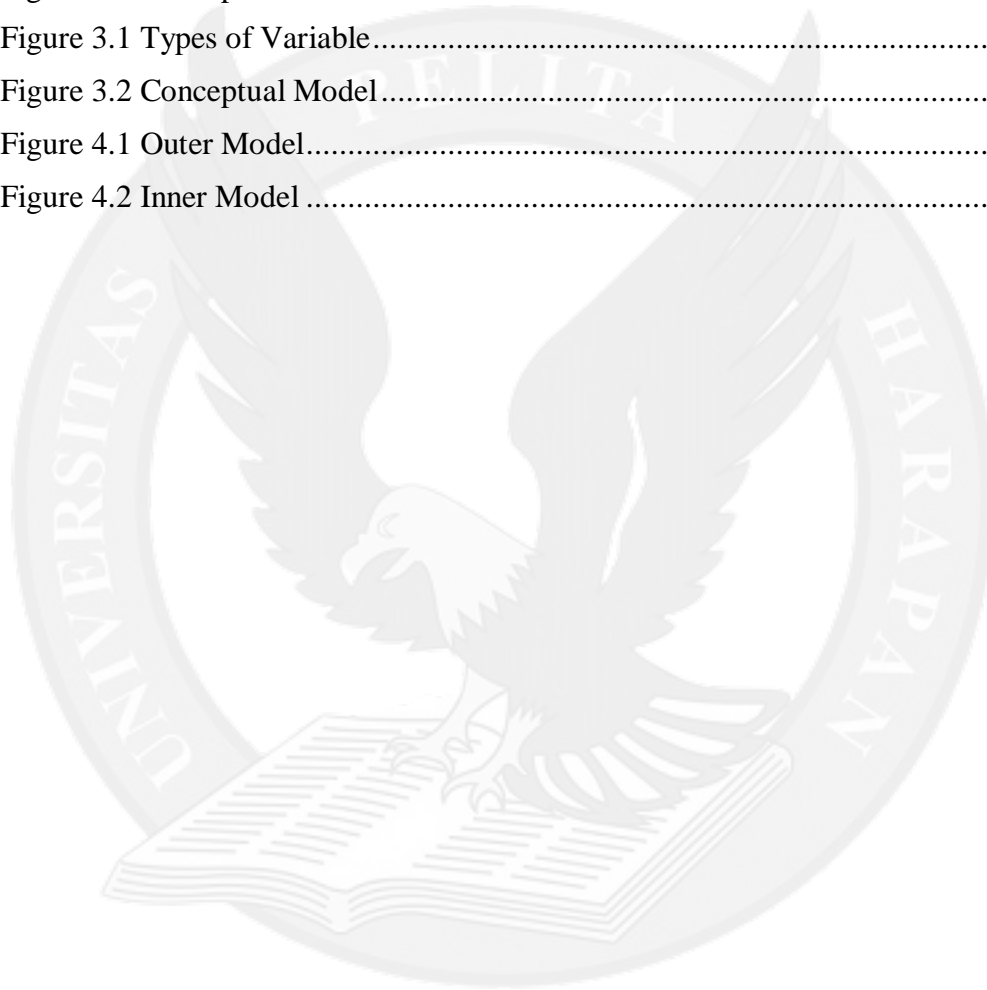 Figure 3.1 Types of Variable
Figure 3.2 Conceptual Model
Figure 4.1 Outer Model
Figure 4.2 Inner Model
UNIVERSITAS PELITA HARAPAN